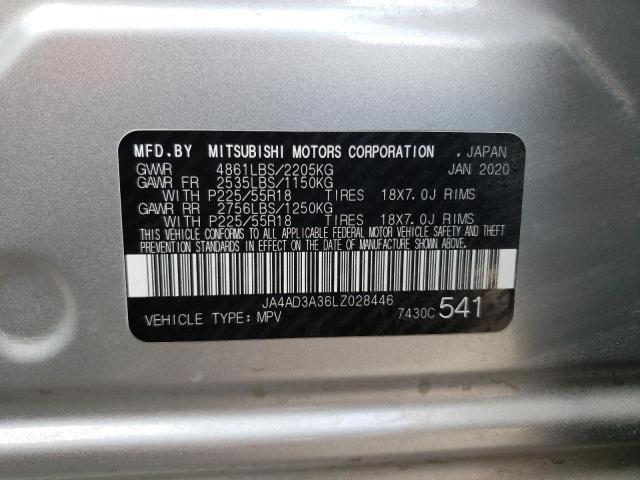 MFD.BY MITSUBISHI MOTORS CORPORATION . JAPAN
GVWR 4861LBS/2205KG JAN 2020
GAWR FR 2535LBS/1150KG
WITH P225/55R18 TIRES 18X7.0J RIMS
GAWR RR 2756LBS/1250KG
WITH P225/55R18 TIRES 18X7.0J RIMS
THIS VEHICLE CONFORMS TO ALL APPLICABLE FEDERAL MOTOR VEHICLE SAFETY AND THEFT
PREVENTION STANDARDS IN EFFECT ON THE DATE OF MANUFACTURE SHOWN ABOVE.
JA4AD3A36LZ028446
VEHICLE TYPE: MPV 7430C 541